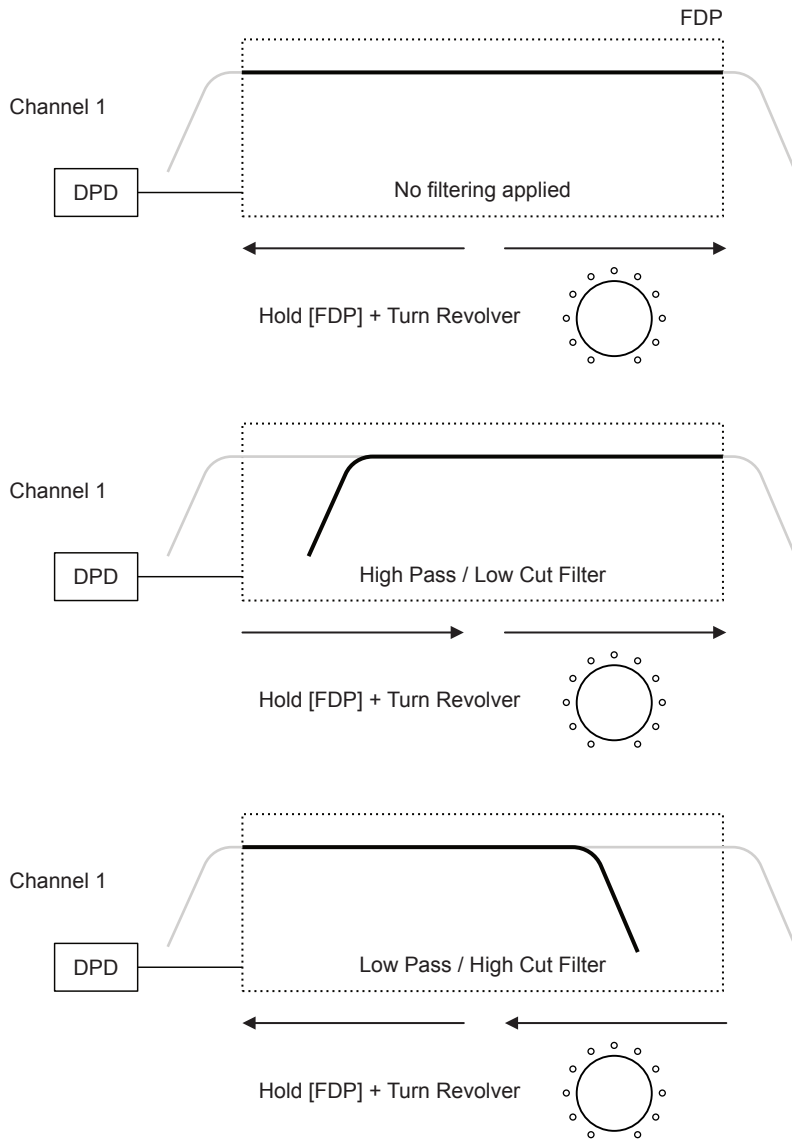 FDP
Channel 1
DPD
No filtering applied
Hold [FDP] + Turn Revolver
Channel 1
DPD
High Pass / Low Cut Filter
Hold [FDP] + Turn Revolver
Channel 1
DPD
Low Pass / High Cut Filter
Hold [FDP] + Turn Revolver